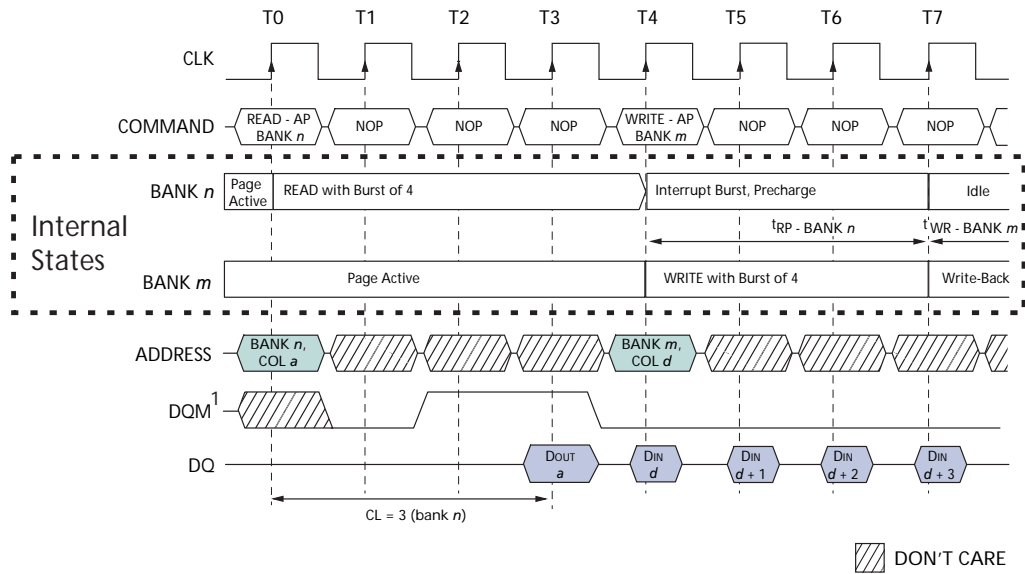 T0 T1 T2 T3 T4 T5 T6 T7
CLK
COMMAND
READ - AP
BANK n
NOP
NOP
NOP
WRITE - AP
BANK m
NOP
NOP
NOP
Internal
States
BANK n
Page
Active
READ with Burst of 4
Interrupt Burst, Precharge
Idle
tRP - BANK n
tWR - BANK m
BANK m
Page Active
WRITE with Burst of 4
Write-Back
ADDRESS
BANK n,
COL a
BANK m,
COL d
DQM1
DQ
DOUT
a
DIN
d
DIN
d + 1
DIN
d + 2
DIN
d + 3
CL = 3 (bank n)
DON'T CARE